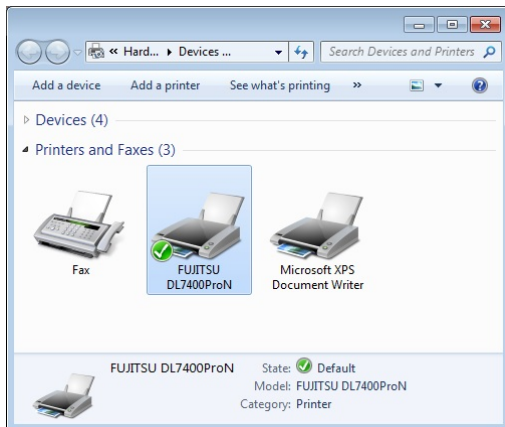 « Hard... ▸ Devices ...
Search Devices and Printers
Add a device Add a printer See what's printing »
Devices (4)
Printers and Faxes (3)
Fax
FUJITSU
DL7400ProN
Microsoft XPS
Document Writer
FUJITSU DL7400ProN State: Default
Model: FUJITSU DL7400ProN
Category: Printer